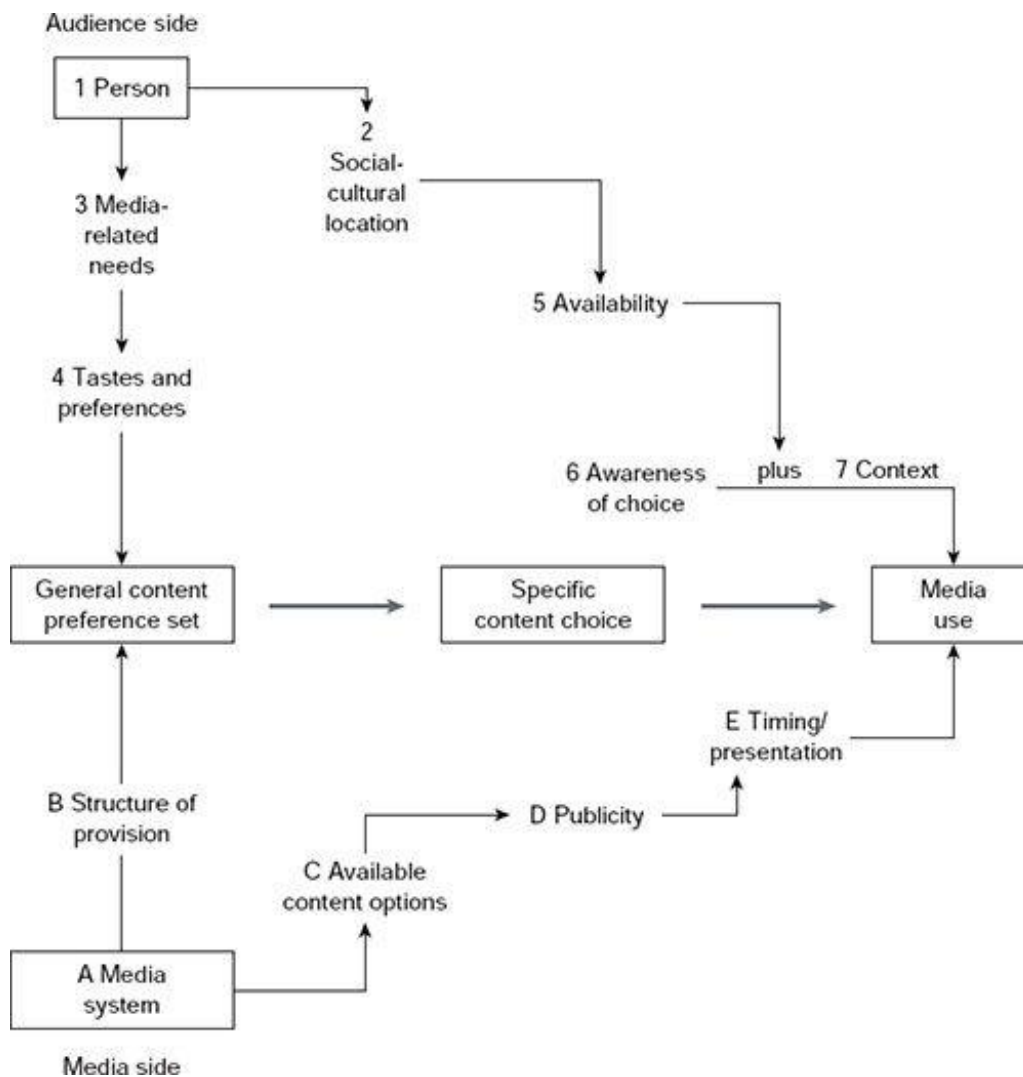 Audience side
1 Person
2
Social-
cultural
location
3 Media-
related
needs
5 Availability
4 Tastes and
preferences
6 Awareness
of choice
plus
7 Context
General content
preference set
Specific
content choice
Media
use
E Timing/
presentation
B Structure of
provision
D Publicity
C Available
content options
A Media
system
Media side